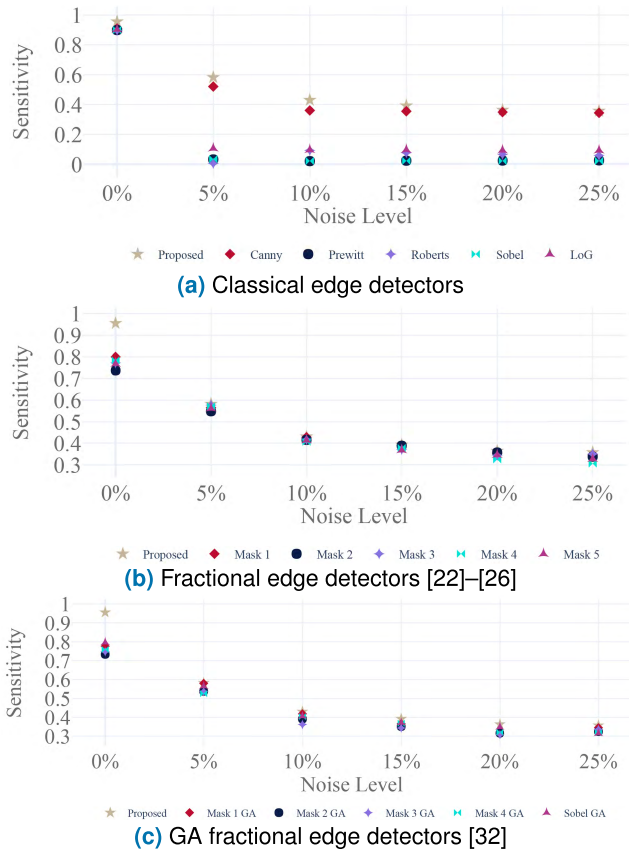 1
0.8
0.6
0.4
0.2
0
Sensitivity
0% 5% 10% 15% 20% 25%
Noise Level
Proposed Canny Prewitt Roberts Sobel LoG
(a) Classical edge detectors
1
0.9
0.8
0.7
0.6
0.5
0.4
0.3
Sensitivity
0% 5% 10% 15% 20% 25%
Noise Level
Proposed Mask 1 Mask 2 Mask 3 Mask 4 Mask 5
(b) Fractional edge detectors [22]–[26]
1
0.9
0.8
0.7
0.6
0.5
0.4
0.3
Sensitivity
0% 5% 10% 15% 20% 25%
Noise Level
Proposed Mask 1 GA Mask 2 GA Mask 3 GA Mask 4 GA Sobel GA
(c) GA fractional edge detectors [32]